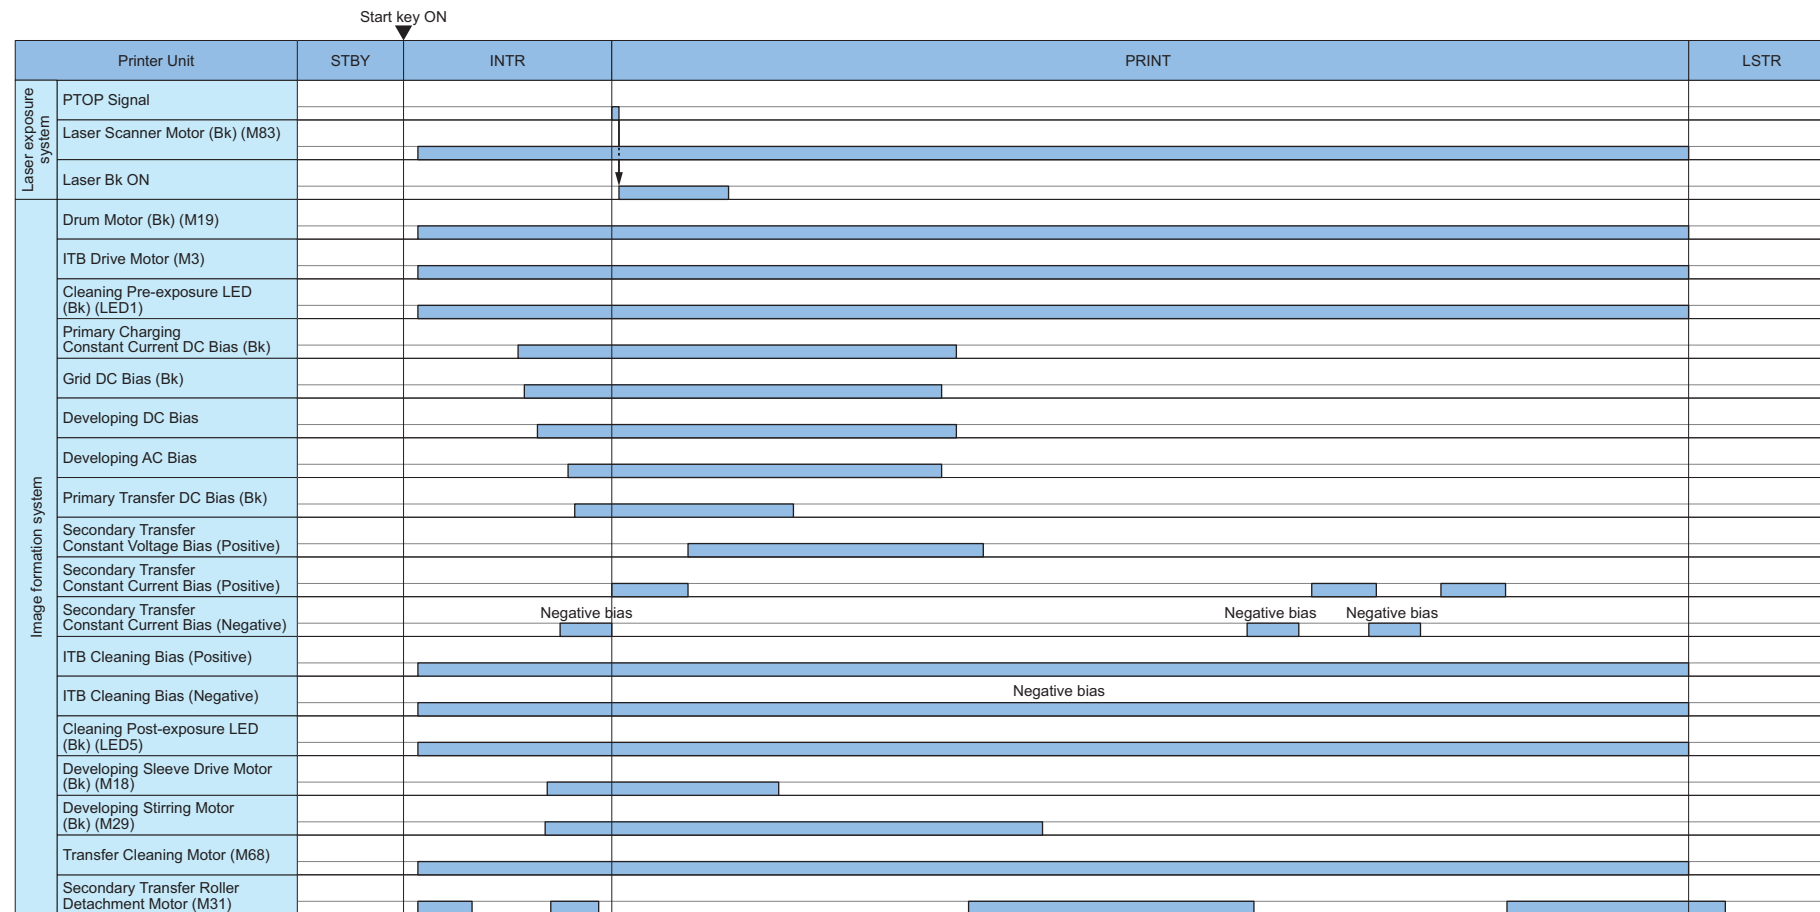 Start key ON
Printer Unit
STBY
INTR
PRINT
LSTR
Laser exposure
system
PTOP Signal
Laser Scanner Motor (Bk) (M83)
Laser Bk ON
Image formation system
Drum Motor (Bk) (M19)
ITB Drive Motor (M3)
Cleaning Pre-exposure LED
(Bk) (LED1)
Primary Charging
Constant Current DC Bias (Bk)
Grid DC Bias (Bk)
Developing DC Bias
Developing AC Bias
Primary Transfer DC Bias (Bk)
Secondary Transfer
Constant Voltage Bias (Positive)
Secondary Transfer
Constant Current Bias (Positive)
Secondary Transfer
Constant Current Bias (Negative)
Negative bias
Negative bias
Negative bias
ITB Cleaning Bias (Positive)
ITB Cleaning Bias (Negative)
Negative bias
Cleaning Post-exposure LED
(Bk) (LED5)
Developing Sleeve Drive Motor
(Bk) (M18)
Developing Stirring Motor
(Bk) (M29)
Transfer Cleaning Motor (M68)
Secondary Transfer Roller
Detachment Motor (M31)